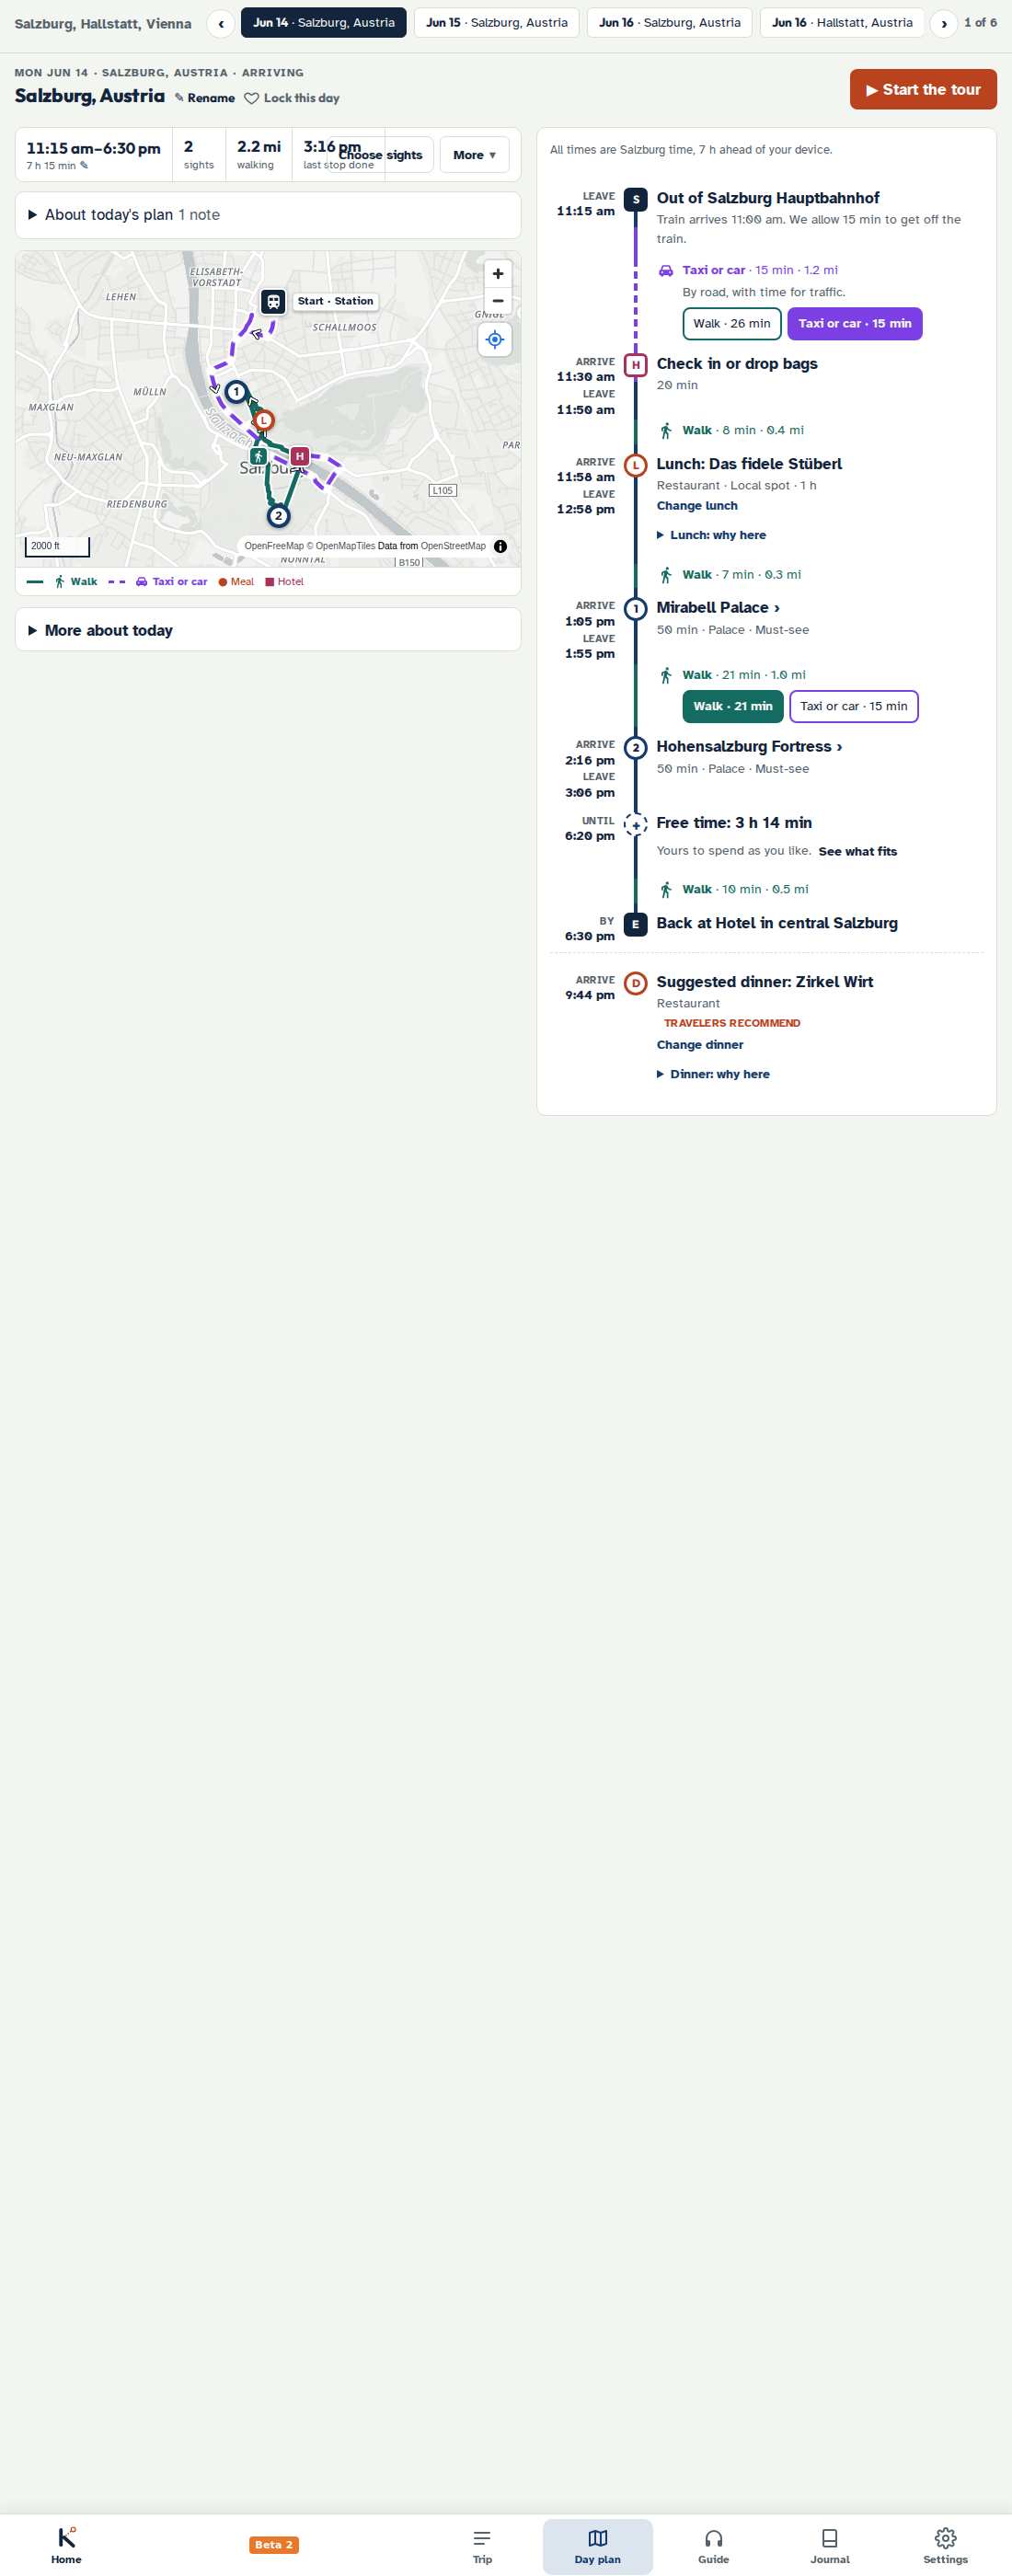 Salzburg, Hallstatt, Vienna
‹
Jun 14 · Salzburg, Austria
Jun 15 · Salzburg, Austria
Jun 16 · Salzburg, Austria
Jun 16 · Hallstatt, Austria
›
1 of 6
MON JUN 14 · SALZBURG, AUSTRIA · ARRIVING
Salzburg, Austria ✎ Rename Lock this day
▶ Start the tour
11:15 am–6:30 pm
7 h 15 min ✎
2
sights
2.2 mi
walking
3:16 pm
last stop done
Choose sights
More ▾
▶ About today's plan 1 note
ELISABETH-
VORSTADT
LEHEN
Start · Station
SCHALLMOOS
GNIGL
MÜLLN
1
MAXGLAN
L
Salzach
NEU-MAXGLAN
H
PAR
Salzburg
L105
RIEDENBURG
2
2000 ft
OpenFreeMap © OpenMapTiles Data from OpenStreetMap
NONNTAL
B150
Walk
Taxi or car
Meal
Hotel
▶ More about today
All times are Salzburg time, 7 h ahead of your device.
LEAVE
11:15 am
S
Out of Salzburg Hauptbahnhof
Train arrives 11:00 am. We allow 15 min to get off the
train.
Taxi or car · 15 min · 1.2 mi
By road, with time for traffic.
Walk · 26 min
Taxi or car · 15 min
ARRIVE
11:30 am
LEAVE
11:50 am
H
Check in or drop bags
20 min
Walk · 8 min · 0.4 mi
ARRIVE
11:58 am
LEAVE
12:58 pm
L
Lunch: Das fidele Stüberl
Restaurant · Local spot · 1 h
Change lunch
▶ Lunch: why here
Walk · 7 min · 0.3 mi
ARRIVE
1:05 pm
LEAVE
1:55 pm
1
Mirabell Palace ›
50 min · Palace · Must-see
Walk · 21 min · 1.0 mi
Walk · 21 min
Taxi or car · 15 min
ARRIVE
2:16 pm
LEAVE
3:06 pm
2
Hohensalzburg Fortress ›
50 min · Palace · Must-see
UNTIL
6:20 pm
+
Free time: 3 h 14 min
Yours to spend as you like. See what fits
Walk · 10 min · 0.5 mi
BY
6:30 pm
E
Back at Hotel in central Salzburg
ARRIVE
9:44 pm
D
Suggested dinner: Zirkel Wirt
Restaurant
TRAVELERS RECOMMEND
Change dinner
▶ Dinner: why here
Home
Beta 2
Trip
Day plan
Guide
Journal
Settings